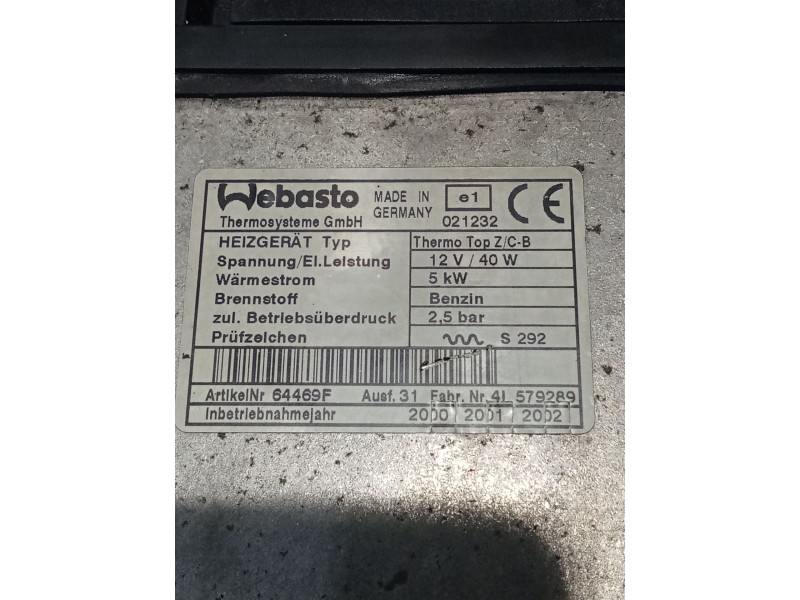 Webasto MADE IN e1 CE
Thermosysteme GmbH GERMANY 021232
HEIZGERÄT Typ Thermo Top Z/C-B
Spannung/El.Leistung 12 V / 40 W
Wärmestrom 5 kW
Brennstoff Benzin
zul. Betriebsüberdruck 2,5 bar
Prüfzeichen S 292
ArtikelNr 64469F Ausf. 31 Fahr. Nr. 4L 579289
Inbetriebnahmejahr 2000 2001 2002